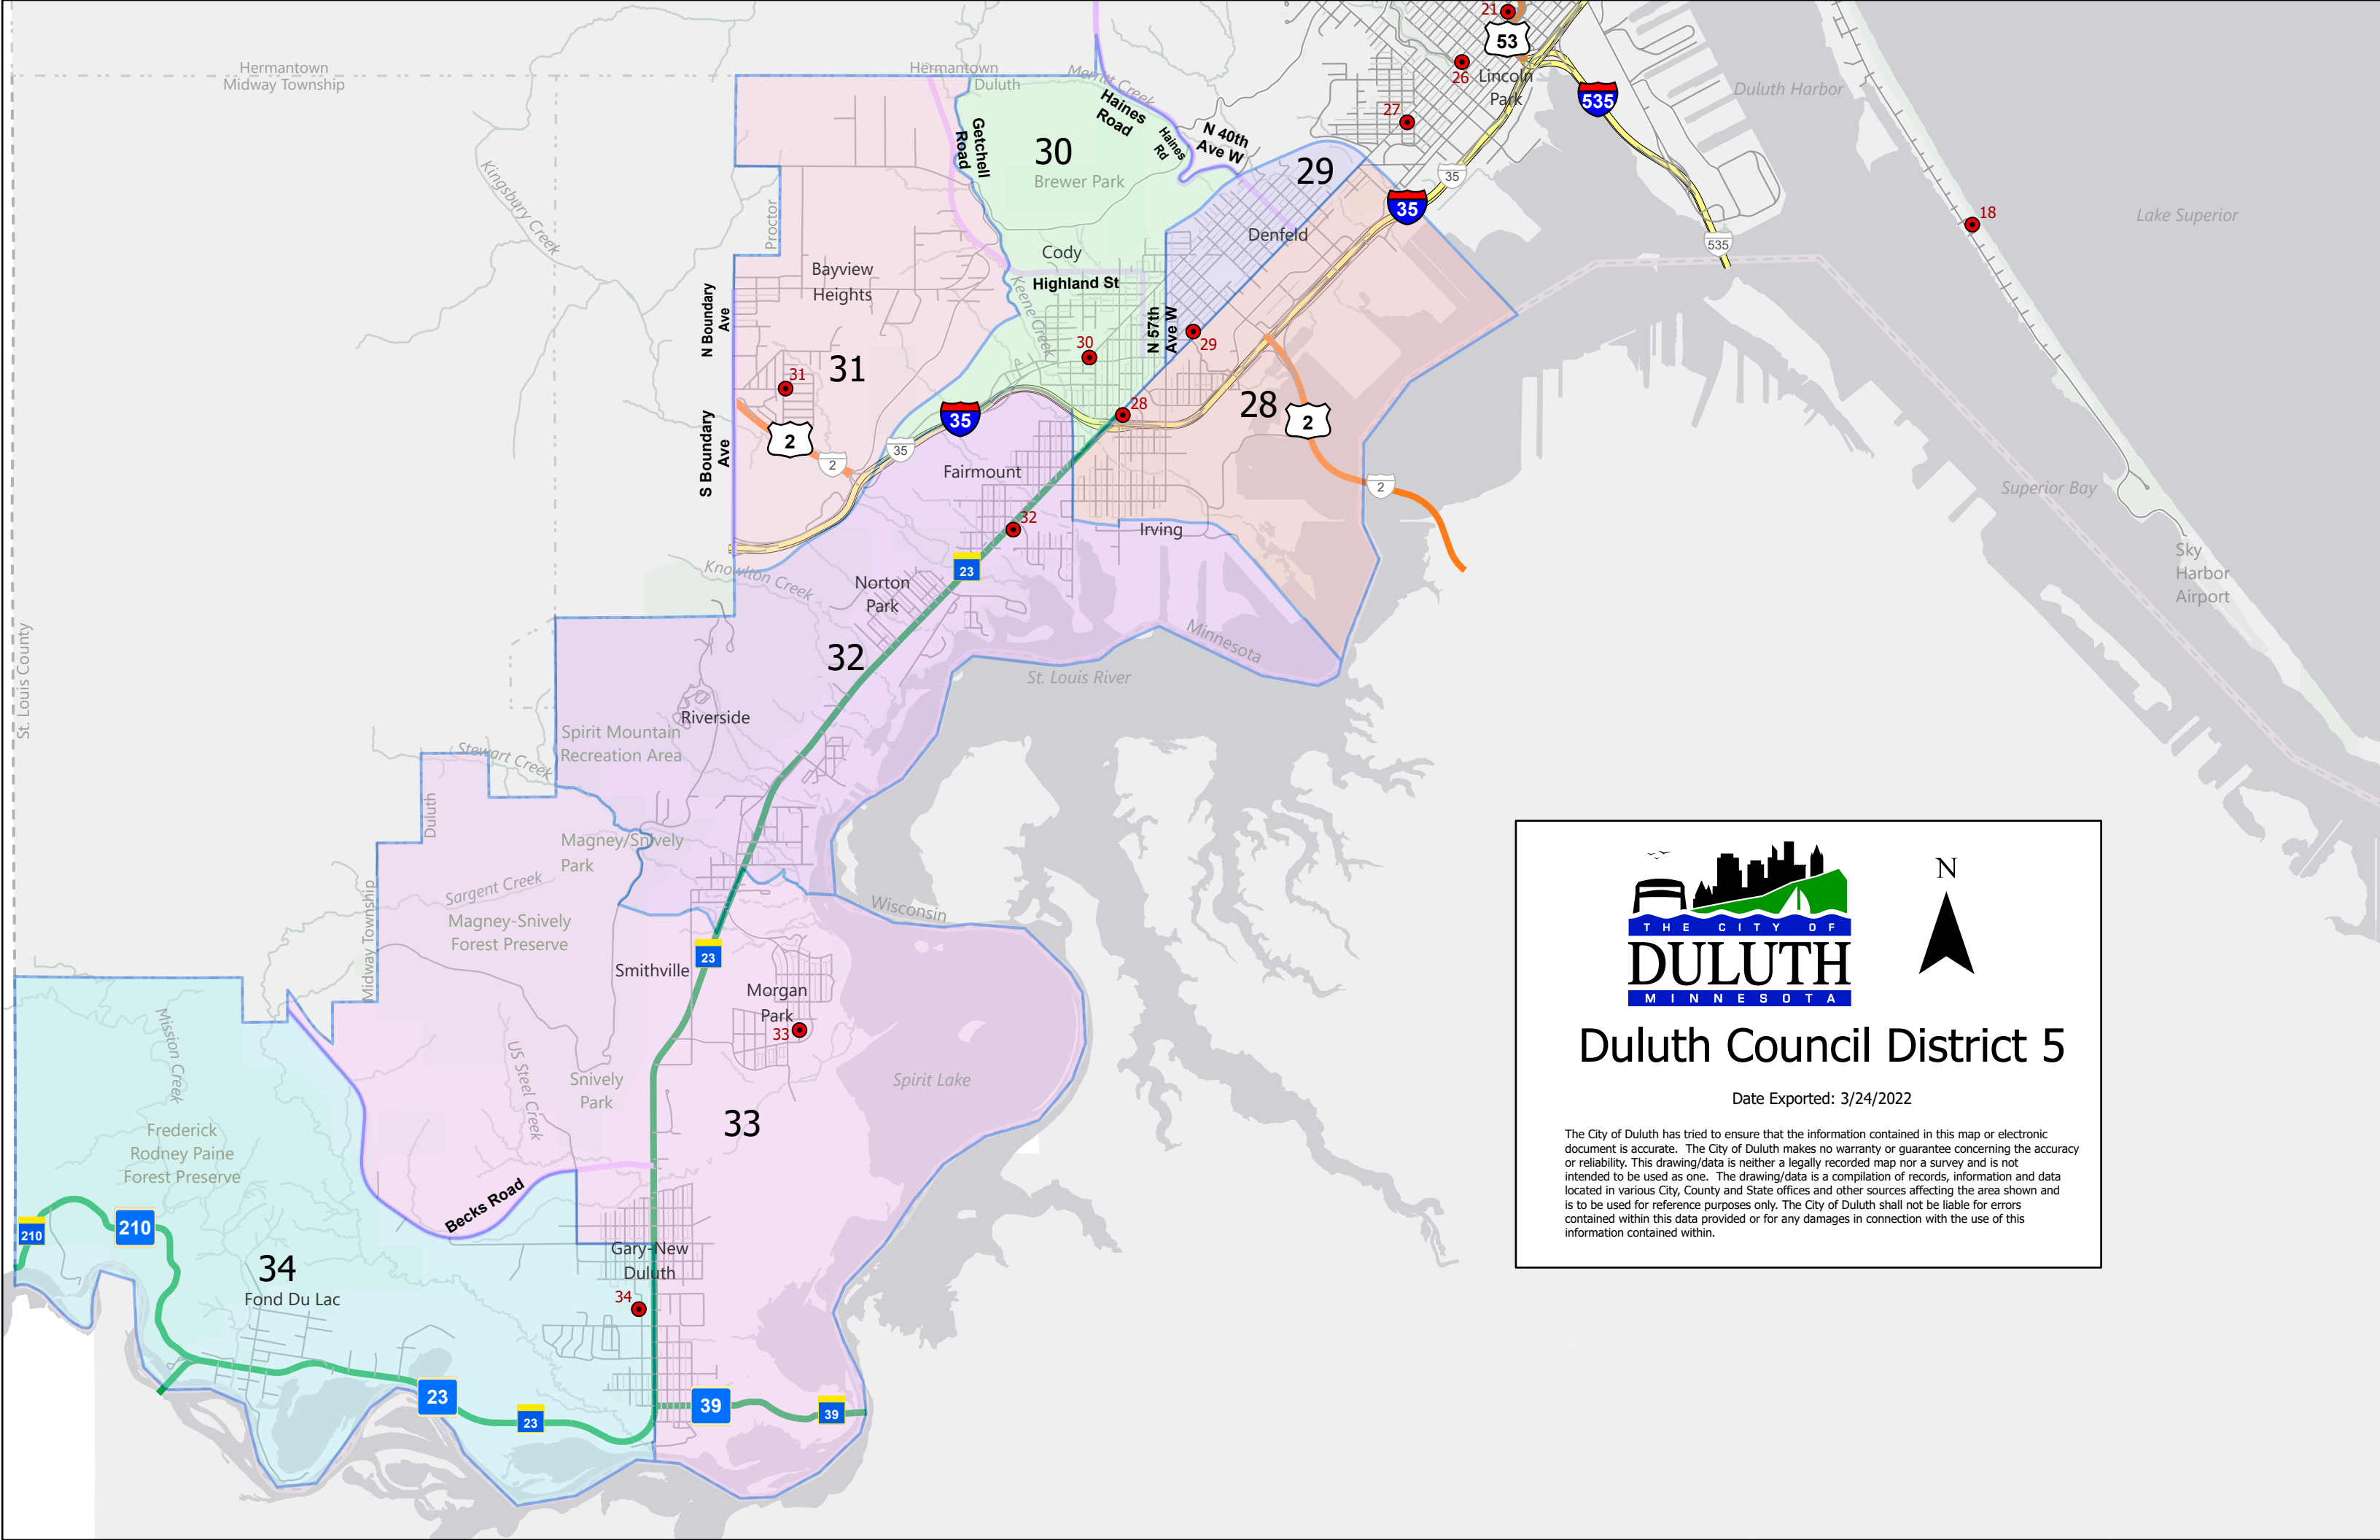 21
53
26
Lincoln
Park
27
535
Duluth Harbor
Hermantown
Midway Township
Hermantown
Duluth
Merritt Creek
Haines
Road
Haines
Rd
N 40th
Ave W
Getchell
Road
30
Brewer Park
29
35
35
18
Lake Superior
Kingsbury Creek
Proctor
Denfeld
535
Cody
Bayview
Heights
Highland St
Keene Creek
N Boundary
Ave
N 57th
Ave W
30
29
31
31
28
28
2
35
S Boundary
Ave
2
2
35
Fairmount
2
Superior Bay
32
Irving
23
Sky
Harbor
Airport
Knowlton Creek
Norton
Park
32
Minnesota
St. Louis River
St. Louis County
Riverside
Spirit Mountain
Recreation Area
Stewart Creek
Duluth
Magney/Snively
Park
Sargent Creek
Midway Township
Magney-Snively
Forest Preserve
Wisconsin
23
Smithville
Morgan
Park
33
Mission Creek
US Steel Creek
Snively
Park
Spirit Lake
33
Frederick
Rodney Paine
Forest Preserve
Becks Road
210
210
34
Fond Du Lac
Gary-New
Duluth
34
23
23
39
39
THE CITY OF
DULUTH
MINNESOTA
N
Duluth Council District 5
Date Exported: 3/24/2022
The City of Duluth has tried to ensure that the information contained in this map or electronic
document is accurate. The City of Duluth makes no warranty or guarantee concerning the accuracy
or reliability. This drawing/data is neither a legally recorded map nor a survey and is not
intended to be used as one. The drawing/data is a compilation of records, information and data
located in various City, County and State offices and other sources affecting the area shown and
is to be used for reference purposes only. The City of Duluth shall not be liable for errors
contained within this data provided or for any damages in connection with the use of this
information contained within.